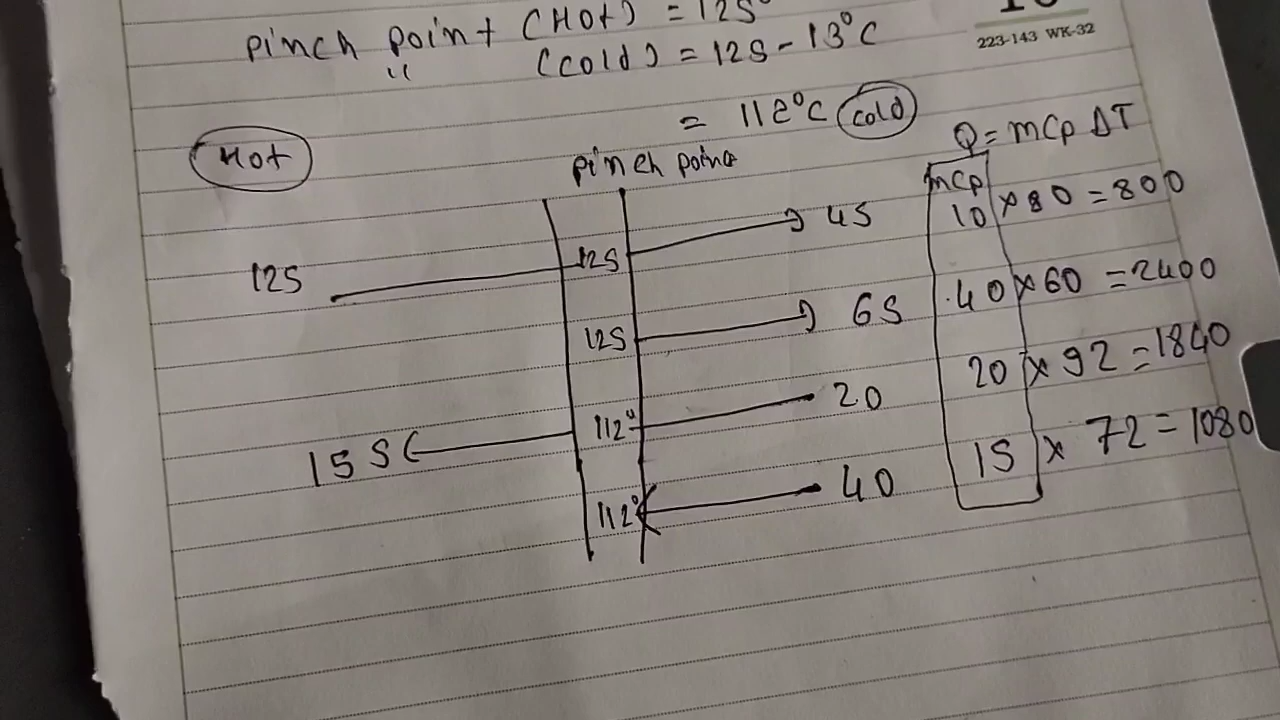 pinch point (Hot) = 125°
" (cold) = 125 - 13°C
223-143 WK-32
= 112°C cold
Hot
pinch point
Q = mCp ΔT
mCp
125 125 45 10 × 80 = 800
125 65 40 × 60 = 2400
155 112° 20 20 × 92 = 1840
112° 40 15 × 72 = 1080